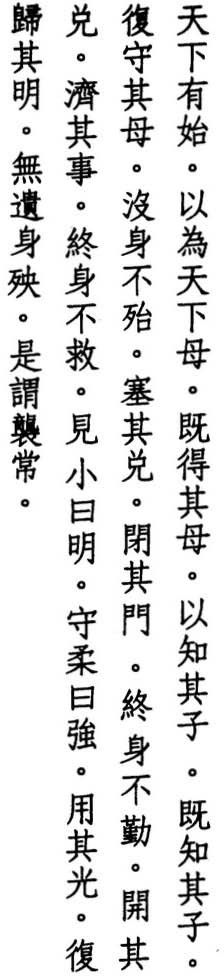 天下有始。以為天下母。既得其母。以知其子。既知其子。
復守其母。沒身不殆。塞其兌。閉其門。終身不勤。開其
兌。濟其事。終身不救。見小曰明。守柔曰強。用其光。復
歸其明。無遺身殃。是謂襲常。